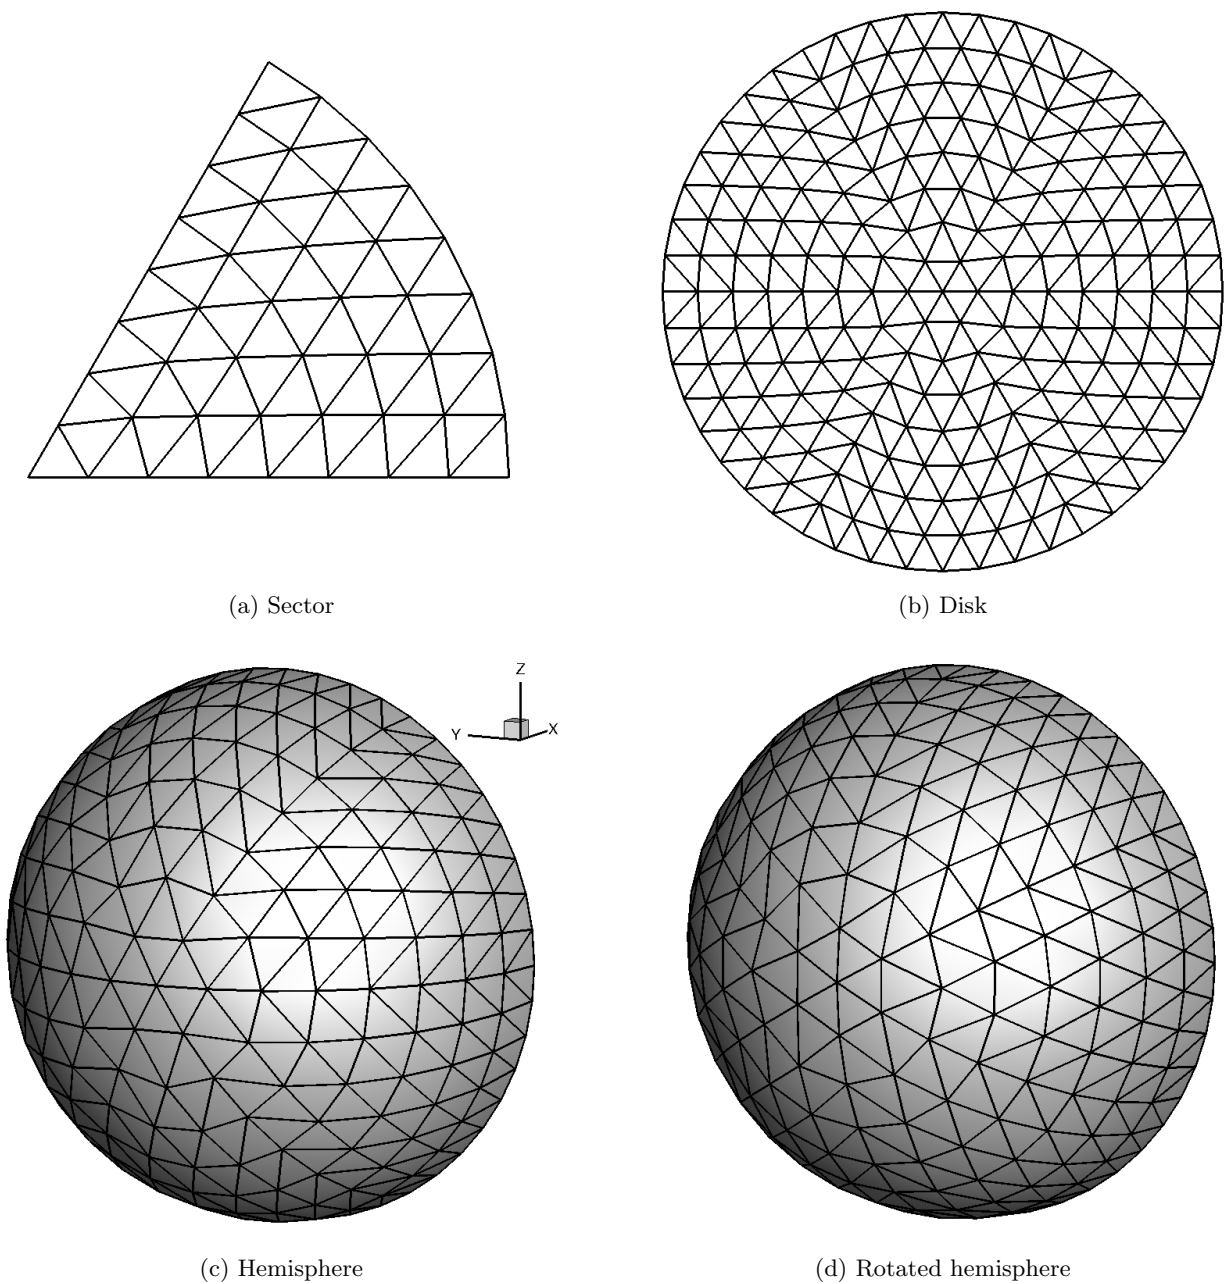 (a) Sector
(b) Disk
Z
Y
X
(c) Hemisphere
(d) Rotated hemisphere